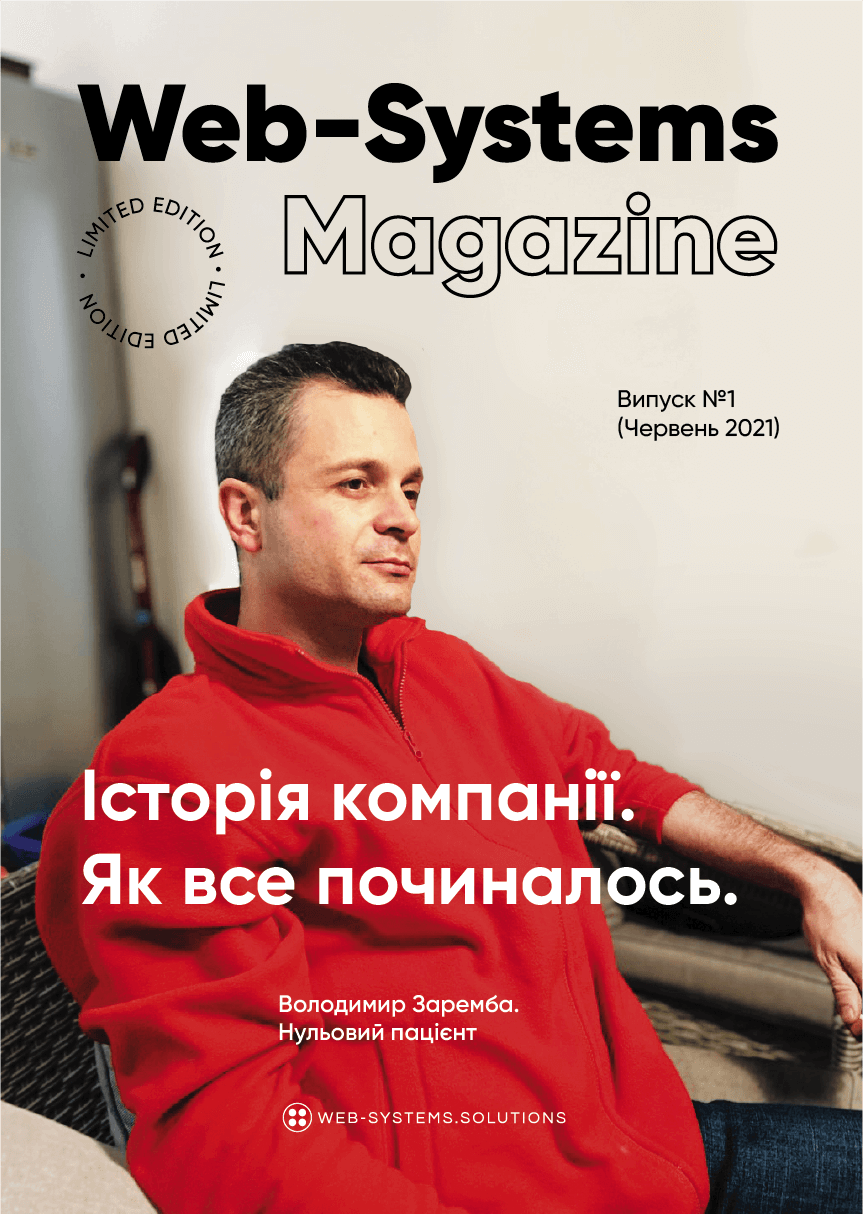 Web-Systems
Magazine
LIMITED EDITION • LIMITED EDITION •
Випуск №1
(Червень 2021)
Історія компанії.
Як все починалось.
Володимир Заремба.
Нульовий пацієнт
WEB-SYSTEMS.SOLUTIONS